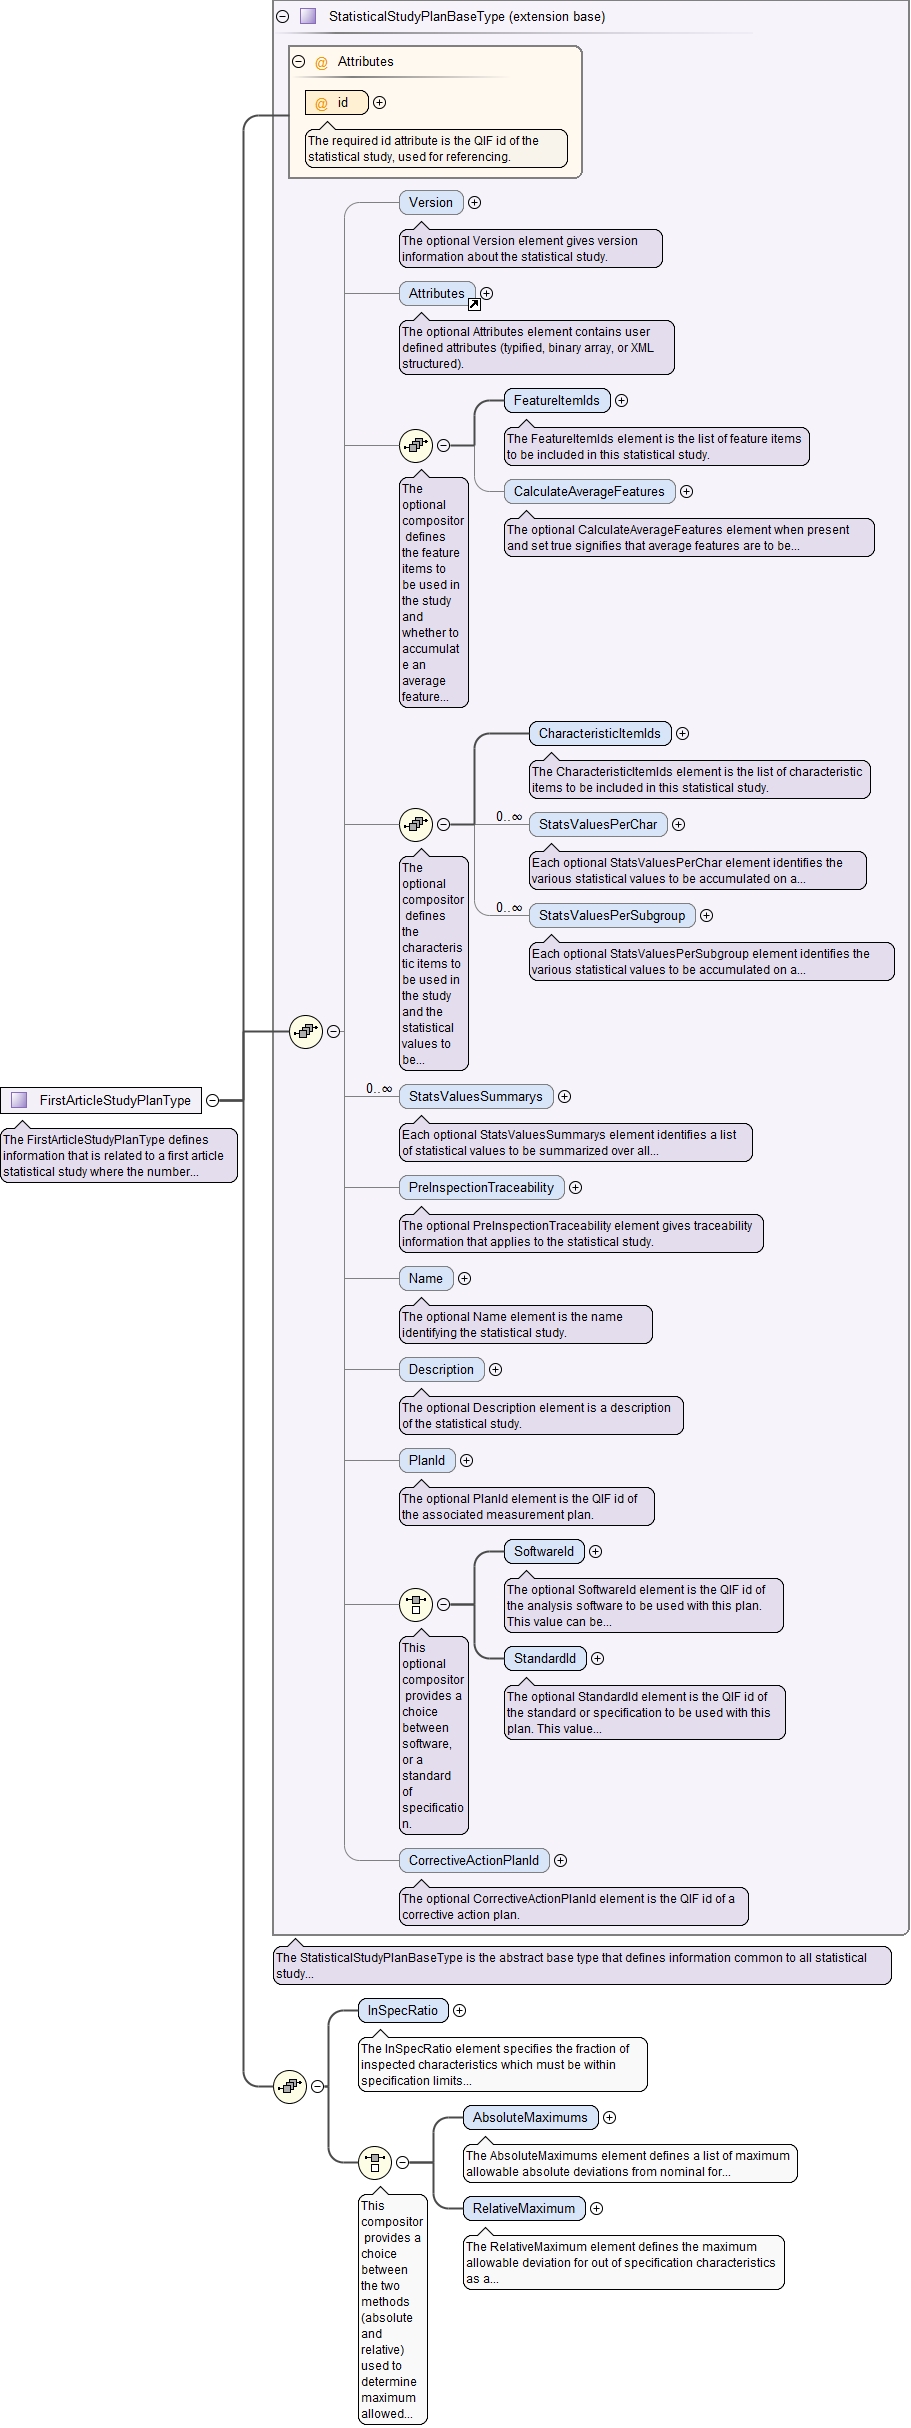 StatisticalStudyPlanBaseType (extension base)
@ Attributes
@ id
The required id attribute is the QIF id of the
statistical study, used for referencing.
Version
The optional Version element gives version
information about the statistical study.
Attributes
The optional Attributes element contains user
defined attributes (typified, binary array, or XML
structured).
FeatureItemIds
The FeatureItemIds element is the list of feature items
to be included in this statistical study.
CalculateAverageFeatures
The optional CalculateAverageFeatures element when present
and set true signifies that average features are to be...
The
optional
compositor
defines
the feature
items to
be used in
the study
and
whether to
accumulat
e an
average
feature...
CharacteristicItemIds
The CharacteristicItemIds element is the list of characteristic
items to be included in this statistical study.
0..∞
StatsValuesPerChar
Each optional StatsValuesPerChar element identifies the
various statistical values to be accumulated on a...
0..∞
StatsValuesPerSubgroup
Each optional StatsValuesPerSubgroup element identifies the
various statistical values to be accumulated on a...
The
optional
compositor
defines
the
characteris
tic items to
be used in
the study
and the
statistical
values to
be...
0..∞
StatsValuesSummarys
Each optional StatsValuesSummarys element identifies a list
of statistical values to be summarized over all...
FirstArticleStudyPlanType
The FirstArticleStudyPlanType defines
information that is related to a first article
statistical study where the number...
PreInspectionTraceability
The optional PreInspectionTraceability element gives traceability
information that applies to the statistical study.
Name
The optional Name element is the name
identifying the statistical study.
Description
The optional Description element is a description
of the statistical study.
PlanId
The optional PlanId element is the QIF id of
the associated measurement plan.
SoftwareId
The optional SoftwareId element is the QIF id of
the analysis software to be used with this plan.
This value can be...
StandardId
The optional StandardId element is the QIF id of
the standard or specification to be used with this
plan. This value...
This
optional
compositor
provides a
choice
between
software,
or a
standard
of
specificatio
n.
CorrectiveActionPlanId
The optional CorrectiveActionPlanId element is the QIF id of a
corrective action plan.
The StatisticalStudyPlanBaseType is the abstract base type that defines information common to all statistical
study...
InSpecRatio
The InSpecRatio element specifies the fraction of
inspected characteristics which must be within
specification limits...
AbsoluteMaximums
The AbsoluteMaximums element defines a list of maximum
allowable absolute deviations from nominal for...
RelativeMaximum
The RelativeMaximum element defines the maximum
allowable deviation for out of specification characteristics
as a...
This
compositor
provides a
choice
between
the two
methods
(absolute
and
relative)
used to
determine
maximum
allowed...